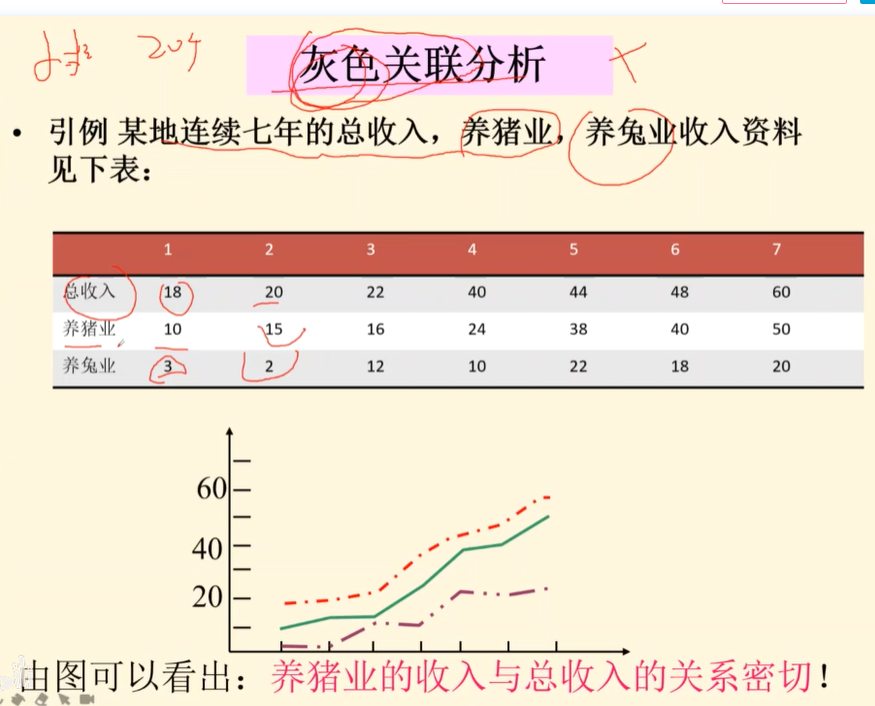 204
灰色关联分析
• 引例 某地连续七年的总收入，养猪业，养兔业收入资料
见下表：
1 2 3 4 5 6 7
总收入 18 20 22 40 44 48 60
养猪业 10 15 16 24 38 40 50
养兔业 3 2 12 10 22 18 20
60
40
20
由图可以看出：养猪业的收入与总收入的关系密切！